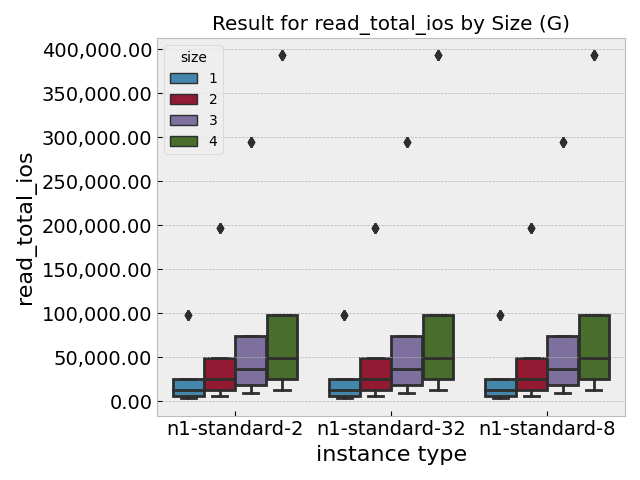 Result for read_total_ios by Size (G)
400,000.00
350,000.00
300,000.00
250,000.00
200,000.00
150,000.00
100,000.00
50,000.00
0.00
read_total_ios
size
1
2
3
4
n1-standard-2 n1-standard-32 n1-standard-8
instance type